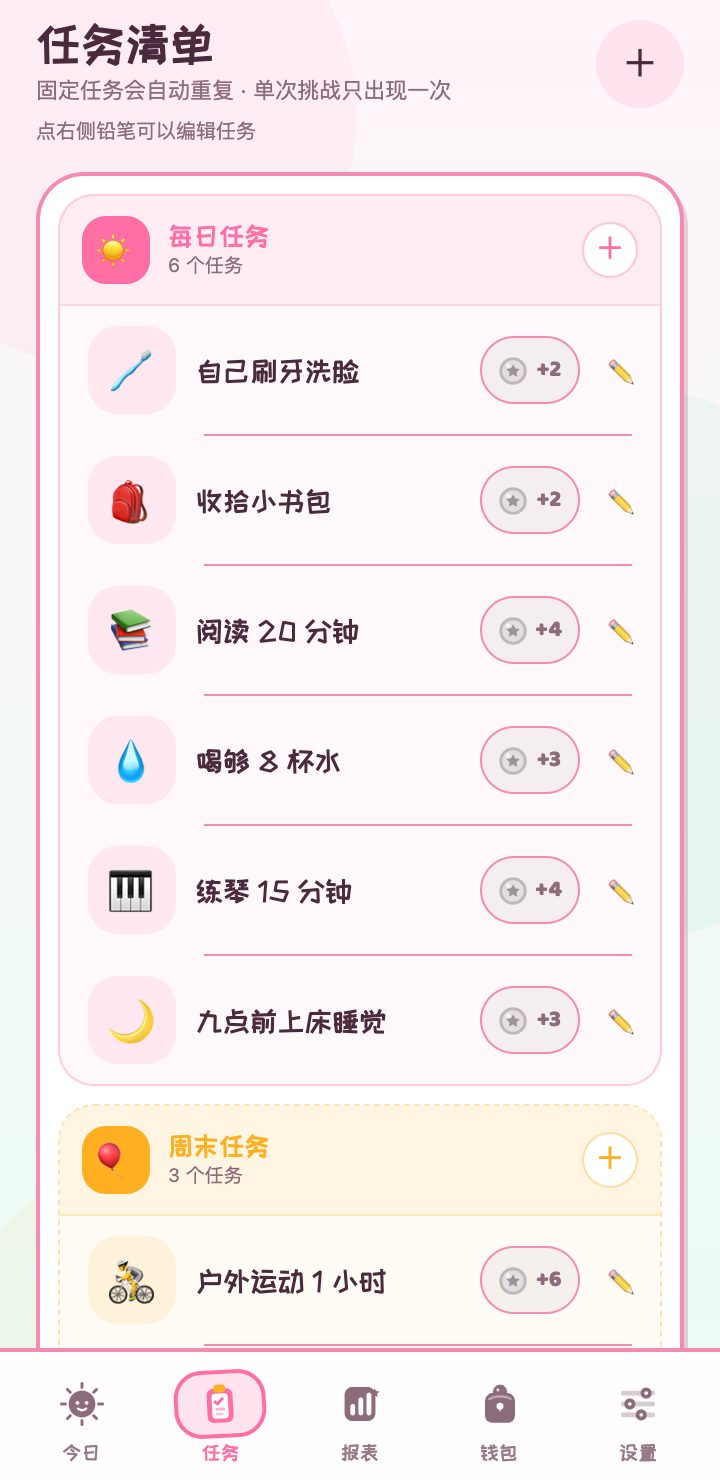 任务清单
固定任务会自动重复 · 单次挑战只出现一次
点右侧铅笔可以编辑任务
每日任务
6 个任务
自己刷牙洗脸
+2
收拾小书包
+2
阅读 20 分钟
+4
喝够 8 杯水
+3
练琴 15 分钟
+4
九点前上床睡觉
+3
周末任务
3 个任务
户外运动 1 小时
+6
今日
任务
报表
钱包
设置